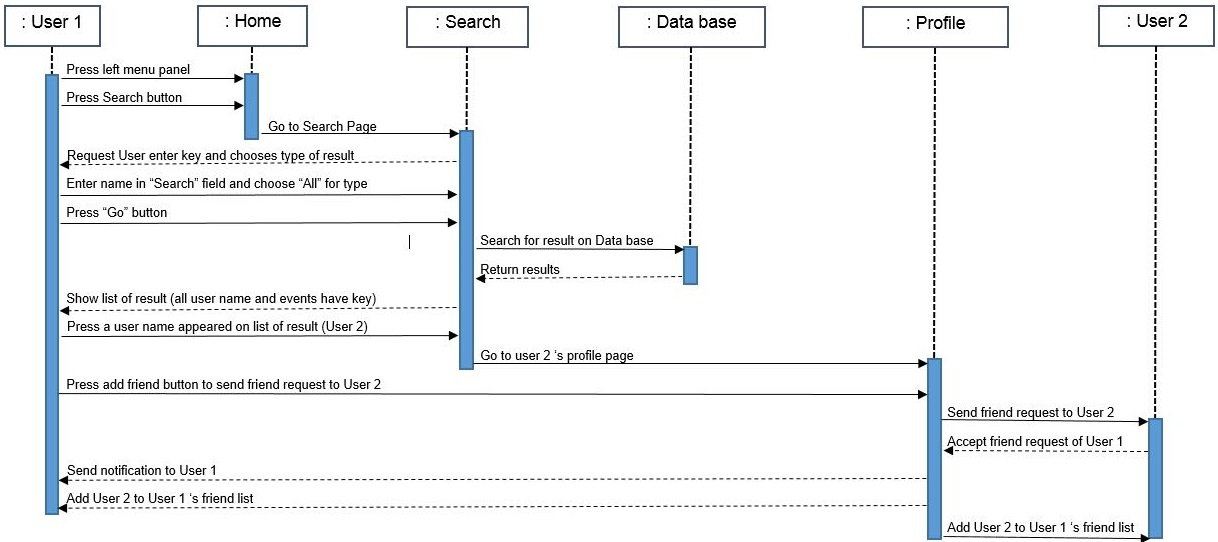 : User 1
: Home
: Search
: Data base
: Profile
: User 2
Press left menu panel
Press Search button
Go to Search Page
Request User enter key and chooses type of result
Enter name in “Search” field and choose “All” for type
Press “Go” button
Search for result on Data base
Return results
Show list of result (all user name and events have key)
Press a user name appeared on list of result (User 2)
Go to user 2 ‘s profile page
Press add friend button to send friend request to User 2
Send friend request to User 2
Accept friend request of User 1
Send notification to User 1
Add User 2 to User 1 ‘s friend list
Add User 2 to User 1 ‘s friend list